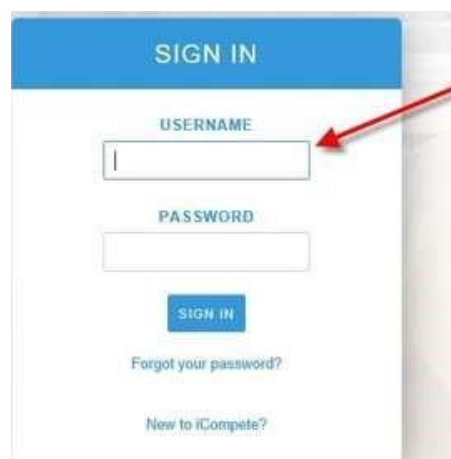 SIGN IN
USERNAME
PASSWORD
SIGN IN
Forgot your password?
New to iCompete?